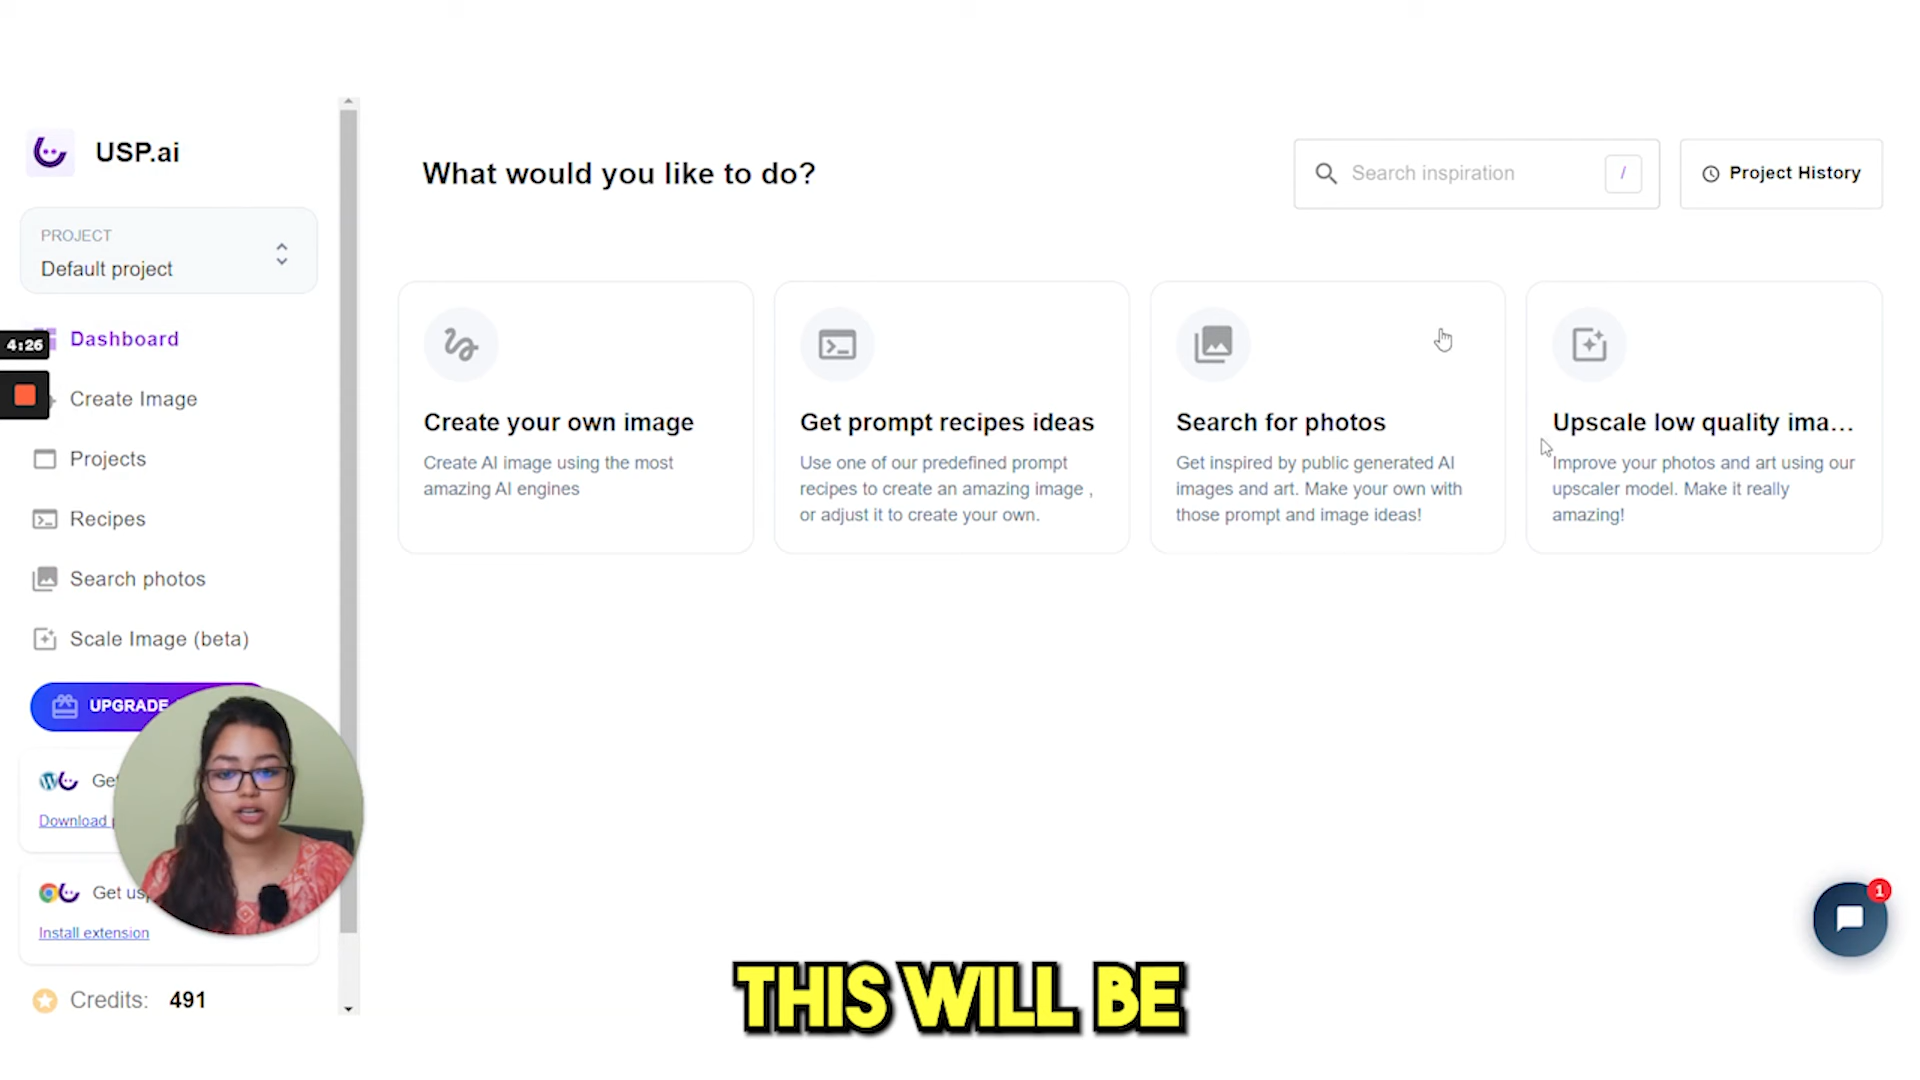 USP.ai
PROJECT
Default project
4:26
Dashboard
Create Image
Projects
Recipes
Search photos
Scale Image (beta)
UPGRADE
Get
Download
Get
Install extension
Credits: 491
What would you like to do?
Search inspiration
/
Project History
Create your own image
Create AI image using the most
amazing AI engines
Get prompt recipes ideas
Use one of our predefined prompt
recipes to create an amazing image ,
or adjust it to create your own.
Search for photos
Get inspired by public generated AI
images and art. Make your own with
those prompt and image ideas!
Upscale low quality ima...
Improve your photos and art using our
upscaler model. Make it really
amazing!
1
THIS WILL BE